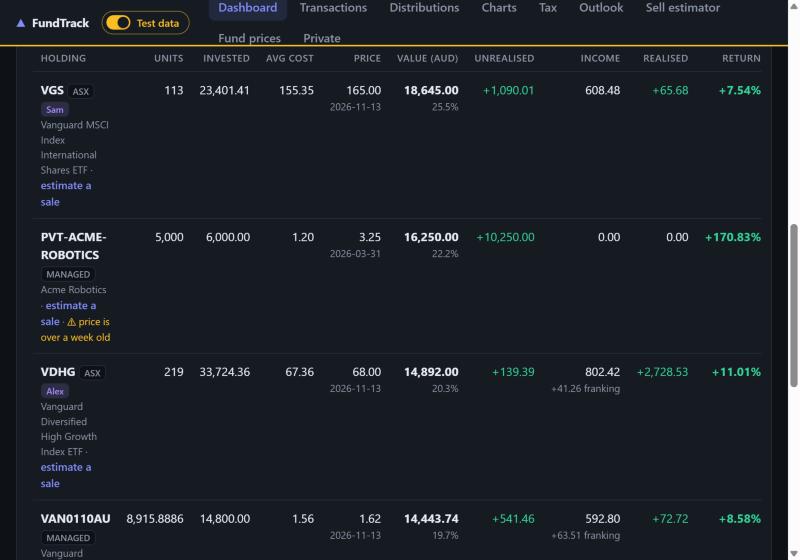 FundTrack
Test data
Dashboard Transactions Distributions Charts Tax Outlook Sell estimator
Fund prices Private
HOLDING UNITS INVESTED AVG COST PRICE VALUE (AUD) UNREALISED INCOME REALISED RETURN
VGS ASX 113 23,401.41 155.35 165.00 18,645.00 +1,090.01 608.48 +65.68 +7.54%
Sam 2026-11-13 25.5%
Vanguard MSCI
Index
International
Shares ETF ·
estimate a
sale
PVT-ACME- 5,000 6,000.00 1.20 3.25 16,250.00 +10,250.00 0.00 0.00 +170.83%
ROBOTICS 2026-03-31 22.2%
MANAGED
Acme Robotics
· estimate a
sale · ⚠ price is
over a week old
VDHG ASX 219 33,724.36 67.36 68.00 14,892.00 +139.39 802.42 +2,728.53 +11.01%
Alex 2026-11-13 20.3% +41.26 franking
Vanguard
Diversified
High Growth
Index ETF ·
estimate a
sale
VAN0110AU 8,915.8886 14,800.00 1.56 1.62 14,443.74 +541.46 592.80 +72.72 +8.58%
MANAGED 2026-11-13 19.7% +63.51 franking
Vanguard